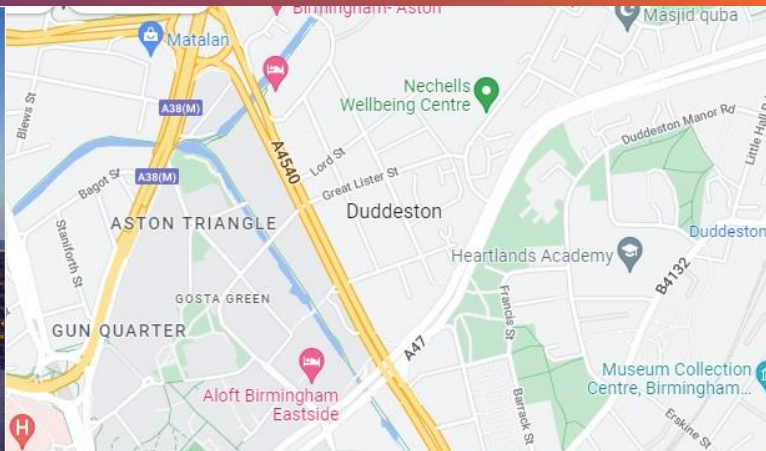 Birmingham- Aston
Masjid quba
Matalan
Nechells
Wellbeing Centre
Blews St
A38(M)
Duddeston Manor Rd
Little Hall
A4540
Lord St
Bagot St
A38(M)
Great Lister St
ASTON TRIANGLE
Duddeston
Staniforth St
Duddeston
Heartlands Academy
B4132
GOSTA GREEN
Francis St
GUN QUARTER
A47
Aloft Birmingham
Eastside
Museum Collection
Centre, Birmingham...
Barrack St
Erskine St
H